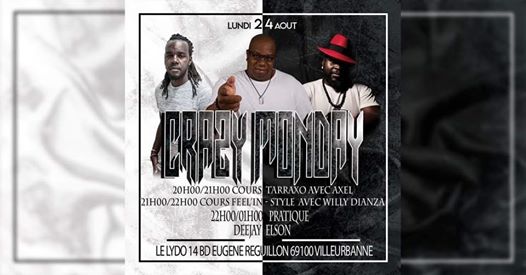 LUNDI 24 AOUT
CRAZY MONDAY
20H00/21H00 COURS TARRAXO AVEC AXEL
21H00/22H00 COURS FEEL'IN - STYLE AVEC WILLY DIANZA
22H00/01H00 PRATIQUE
DEEJAY ELSON
LE LYDO 14 BD EUGENE REGUILLON 69100 VILLEURBANNE